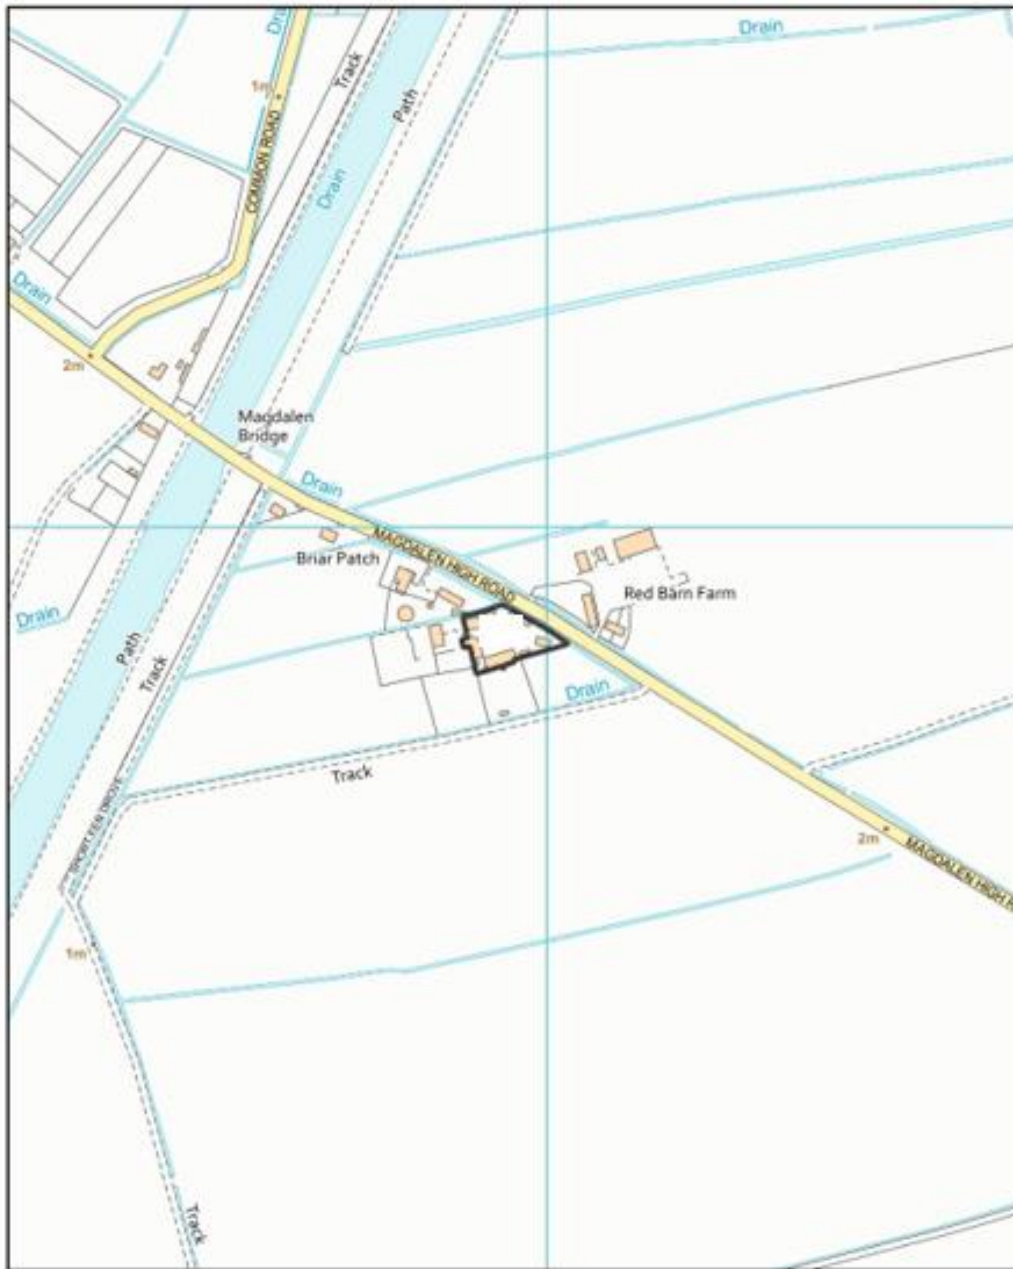 Drain
Drain
Track
1m
Path
COMMON ROAD
Drain
Drain
2m
Magdalen
Bridge
Drain
MAGDALEN HIGH ROAD
Briar Patch
Red Barn Farm
Drain
Path
Track
Drain
Track
2m
MAGDALEN HIGH R
1m
Track